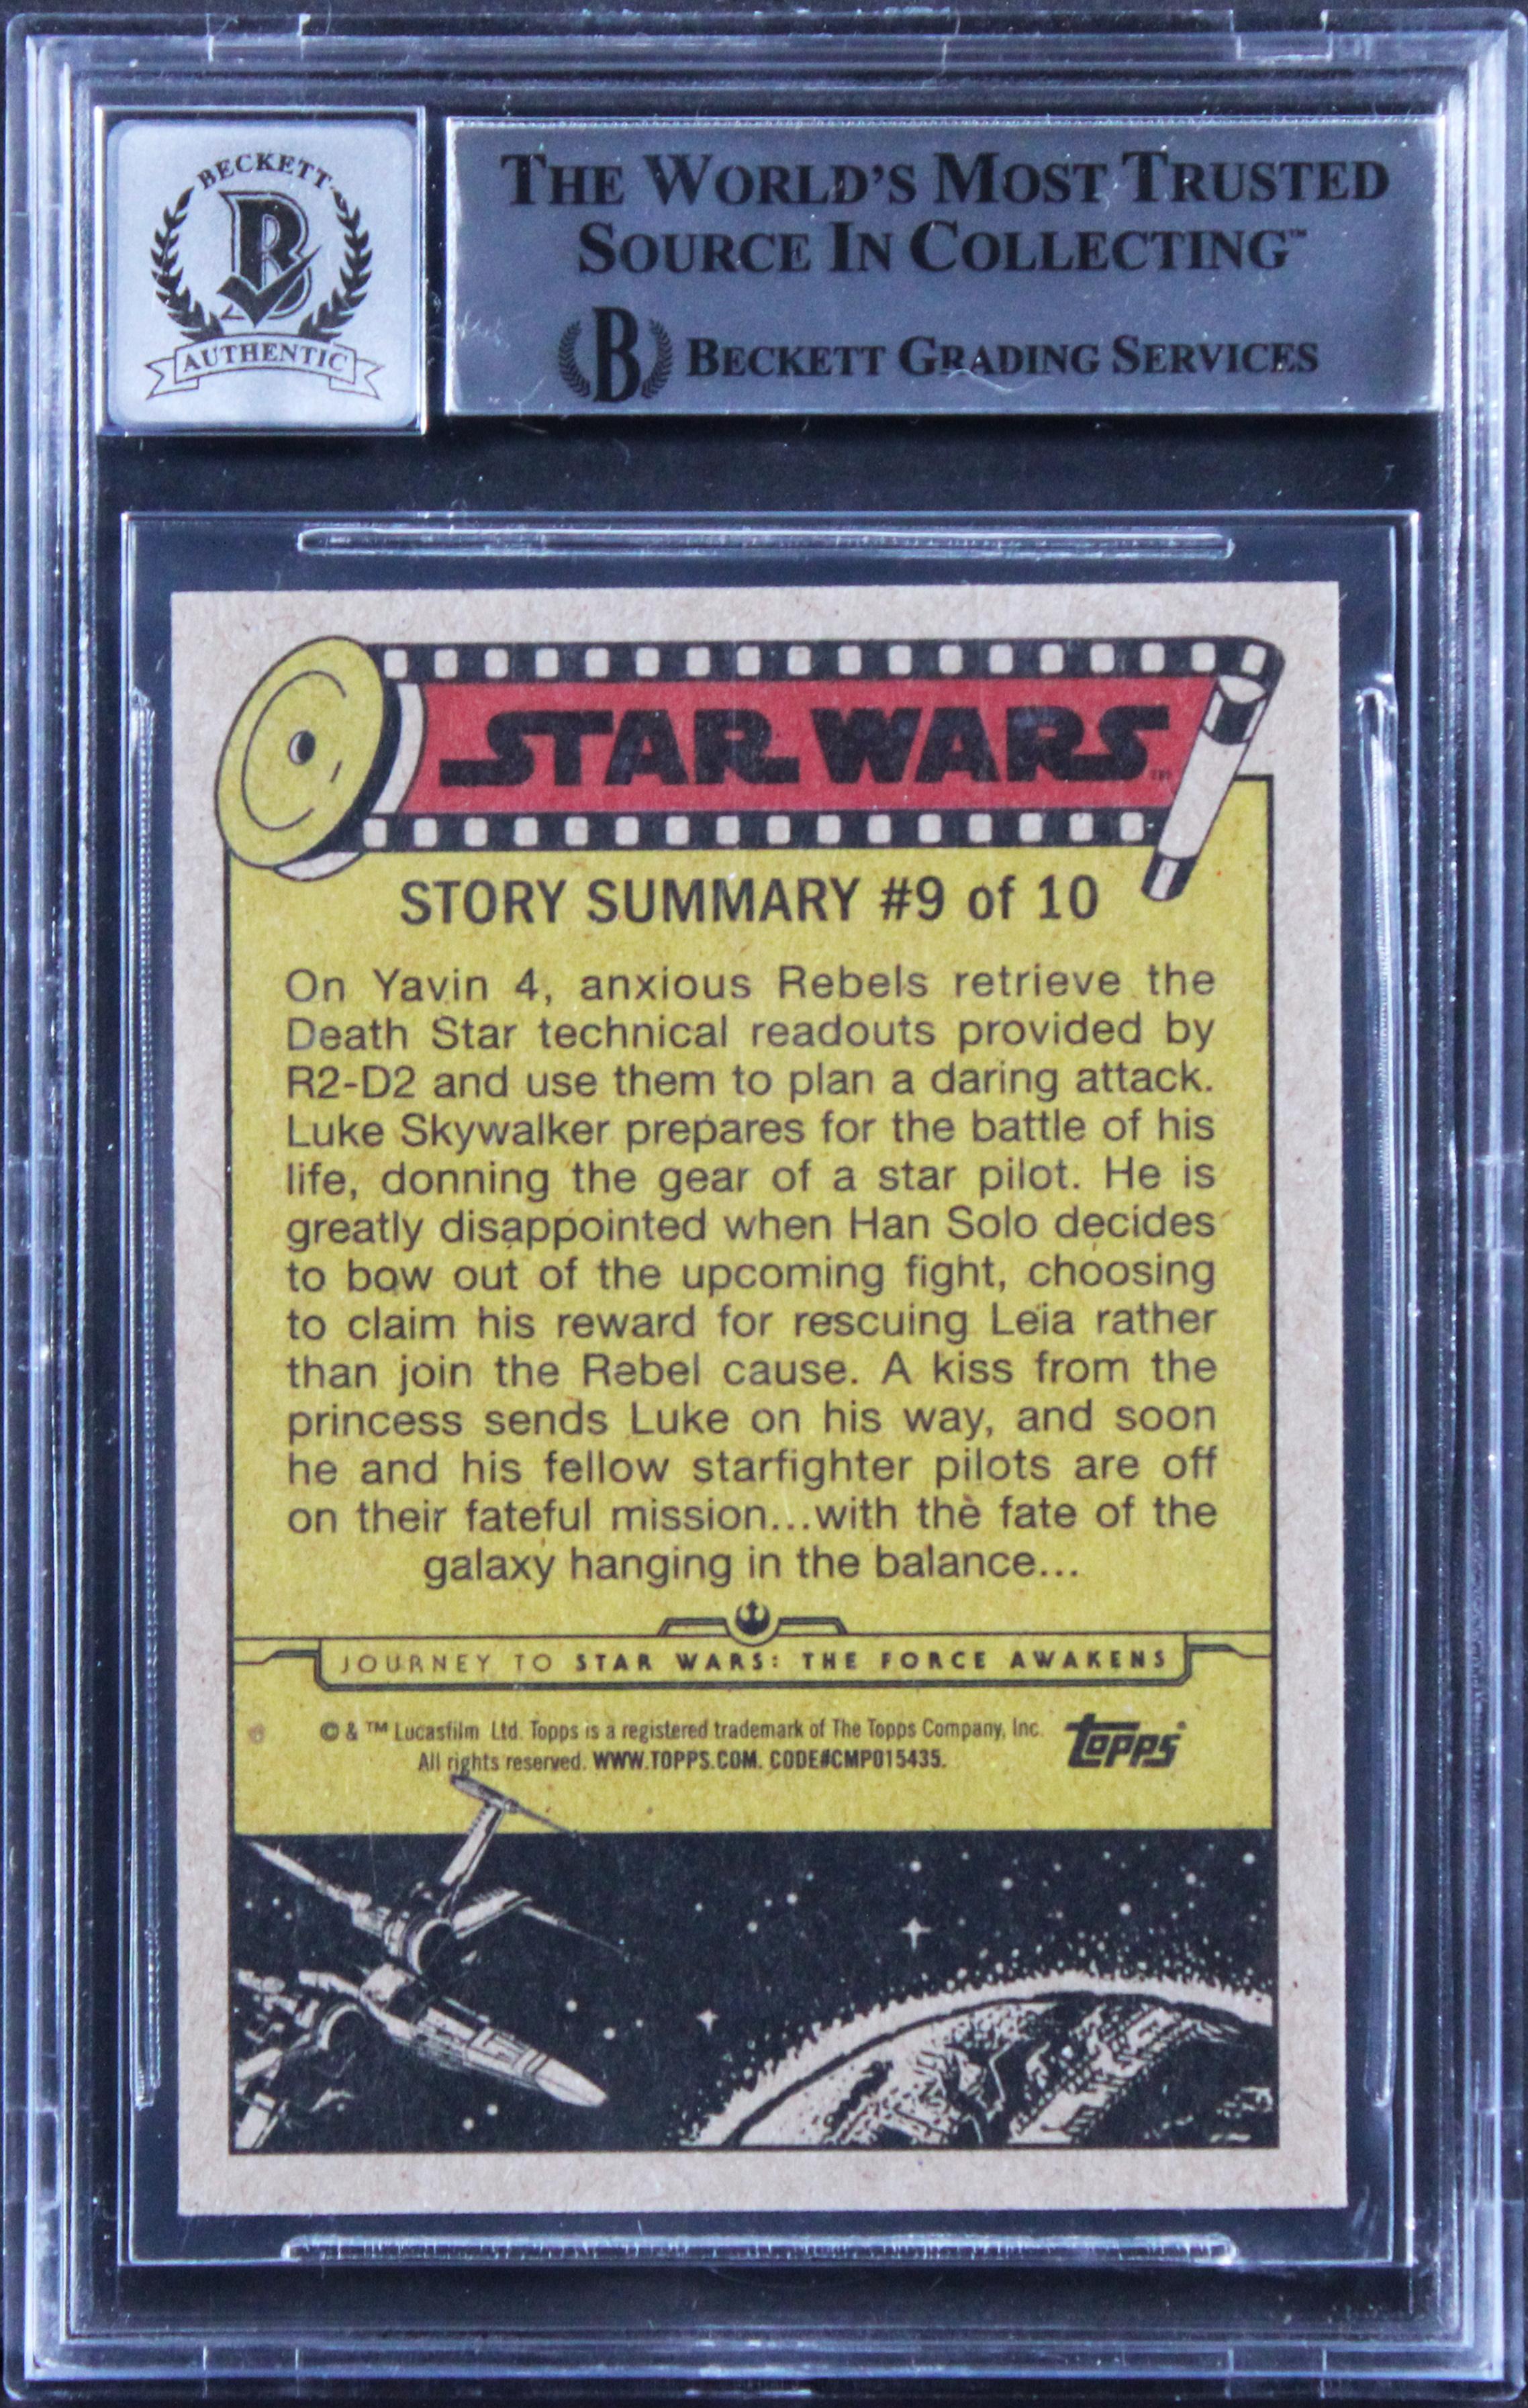 BECKETT
B
AUTHENTIC
THE WORLD'S MOST TRUSTED
SOURCE IN COLLECTING™
B BECKETT GRADING SERVICES
STAR WARS™
STORY SUMMARY #9 of 10
On Yavin 4, anxious Rebels retrieve the
Death Star technical readouts provided by
R2-D2 and use them to plan a daring attack.
Luke Skywalker prepares for the battle of his
life, donning the gear of a star pilot. He is
greatly disappointed when Han Solo decides
to bow out of the upcoming fight, choosing
to claim his reward for rescuing Leia rather
than join the Rebel cause. A kiss from the
princess sends Luke on his way, and soon
he and his fellow starfighter pilots are off
on their fateful mission...with the fate of the
galaxy hanging in the balance...
JOURNEY TO STAR WARS: THE FORCE AWAKENS
© & ™ Lucasfilm Ltd. Topps is a registered trademark of The Topps Company, Inc.
All rights reserved. WWW.TOPPS.COM. CODE#CMP015435.
topps®